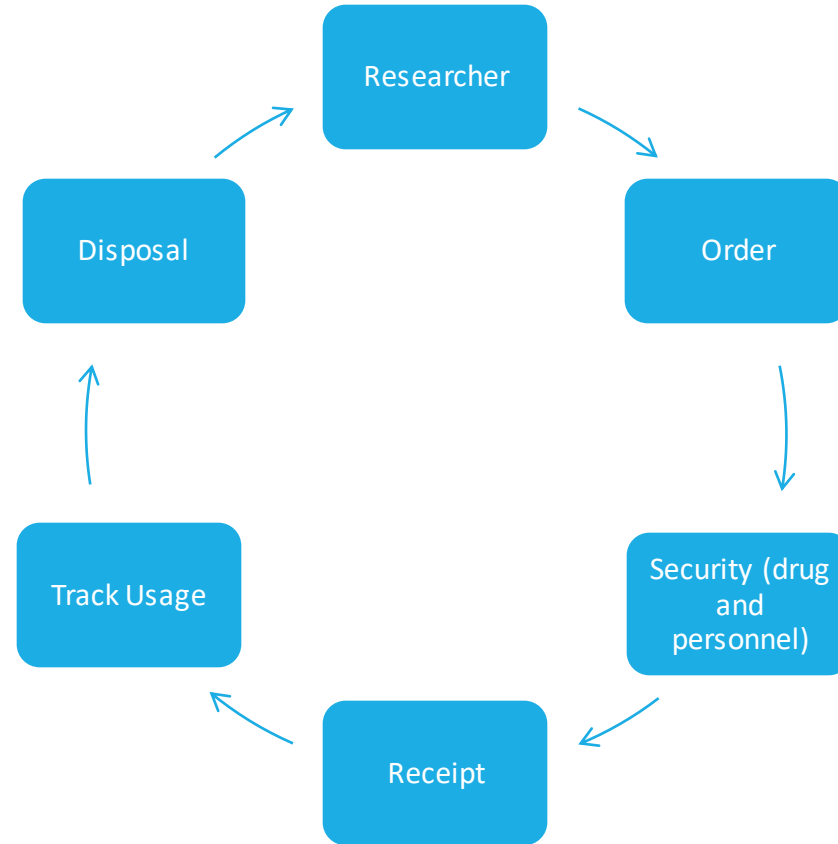 Researcher
Order
Security (drug
and
personnel)
Receipt
Track Usage
Disposal